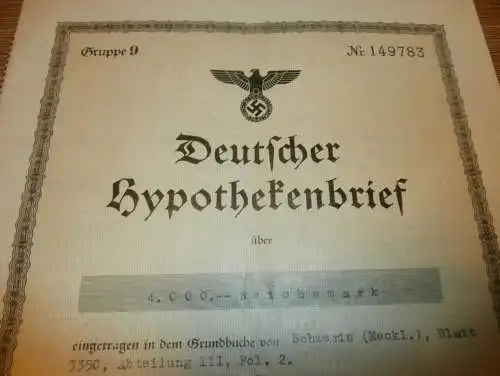 Gruppe 9
Nr. 149783
Deutscher
Hypothekenbrief
über
4.000.-- Reichsmark
eingetragen in dem Grundbuche von Schwerin (Meckl.), Blatt
3350, Abteilung III, Fol. 2.